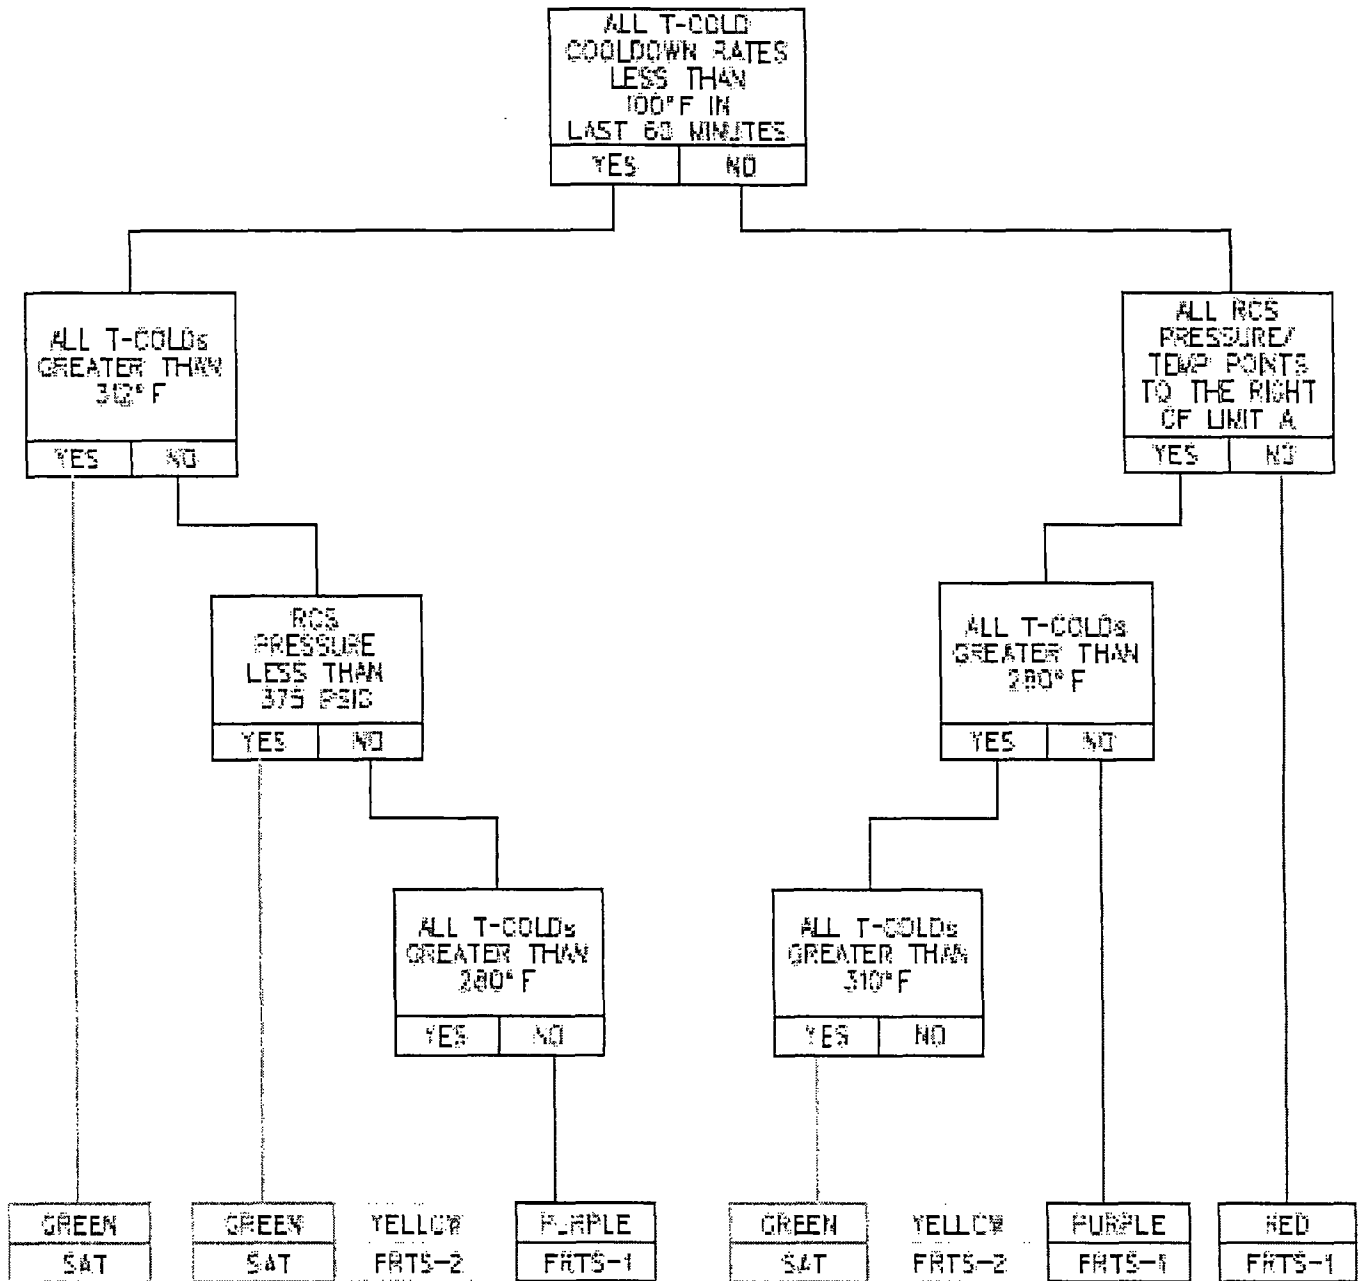 ALL T-COLD
COOLDOWN RATES
LESS THAN
100°F IN
LAST 60 MINUTES
YES NO
ALL T-COLDs
GREATER THAN
312°F
YES NO
ALL RCS
PRESSURE/
TEMP POINTS
TO THE RIGHT
OF LIMIT A
YES NO
RCS
PRESSURE
LESS THAN
375 PSIG
YES NO
ALL T-COLDs
GREATER THAN
280°F
YES NO
ALL T-COLDs
GREATER THAN
280°F
YES NO
ALL T-COLDs
GREATER THAN
310°F
YES NO
GREEN
SAT
GREEN
SAT
YELLOW
FRTS-2
PURPLE
FRTS-1
GREEN
SAT
YELLOW
FRTS-2
PURPLE
FRTS-1
RED
FRTS-1